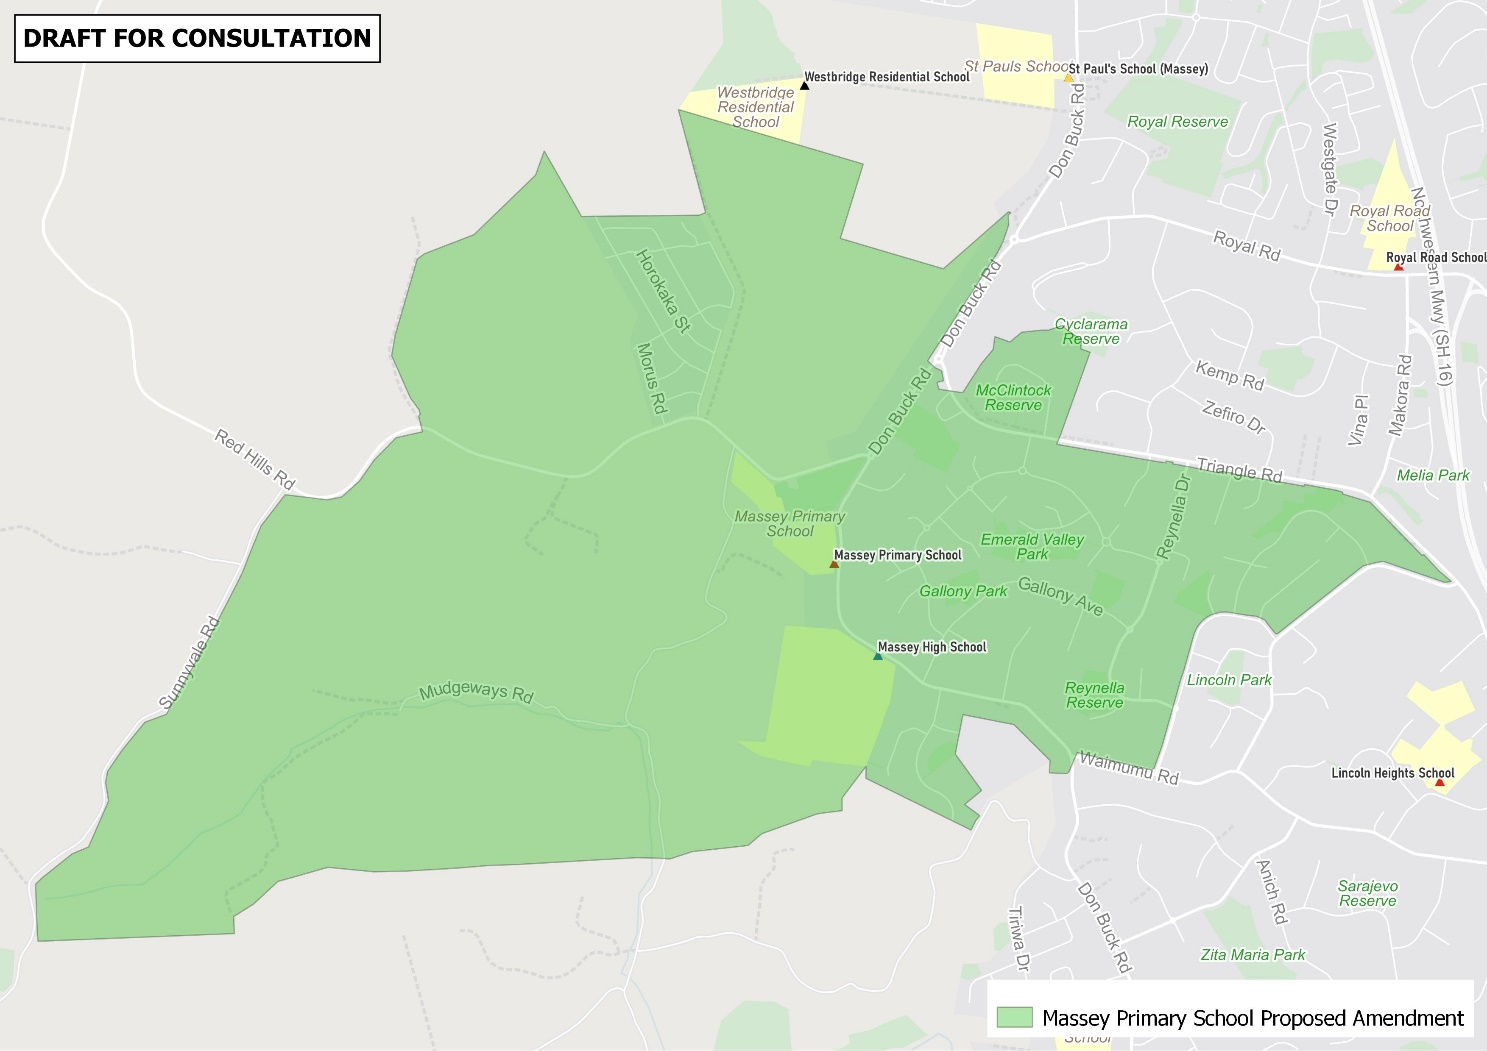 DRAFT FOR CONSULTATION
Westbridge Residential School
St Pauls School
St Paul's School (Massey)
Westbridge
Residential
School
Don Buck Rd
Royal Reserve
Westgate Dr
Northwestern Mwy (SH 16)
Royal Road
School
Royal Rd
Royal Road School
Horokaka St
Don Buck Rd
Cyclarama
Reserve
Morus Rd
Kemp Rd
Makora Rd
McClintock
Reserve
Don Buck Rd
Zefiro Dr
Vina Pl
Red Hills Rd
Triangle Rd
Melia Park
Massey Primary
School
Reynella Dr
Emerald Valley
Park
Massey Primary School
Gallony Park
Gallony Ave
Sunnyvale Rd
Massey High School
Mudgeways Rd
Reynella
Reserve
Lincoln Park
Waimumu Rd
Lincoln Heights School
Anich Rd
Sarajevo
Reserve
Tiriwa Dr
Don Buck Rd
Zita Maria Park
Massey Primary School Proposed Amendment
School